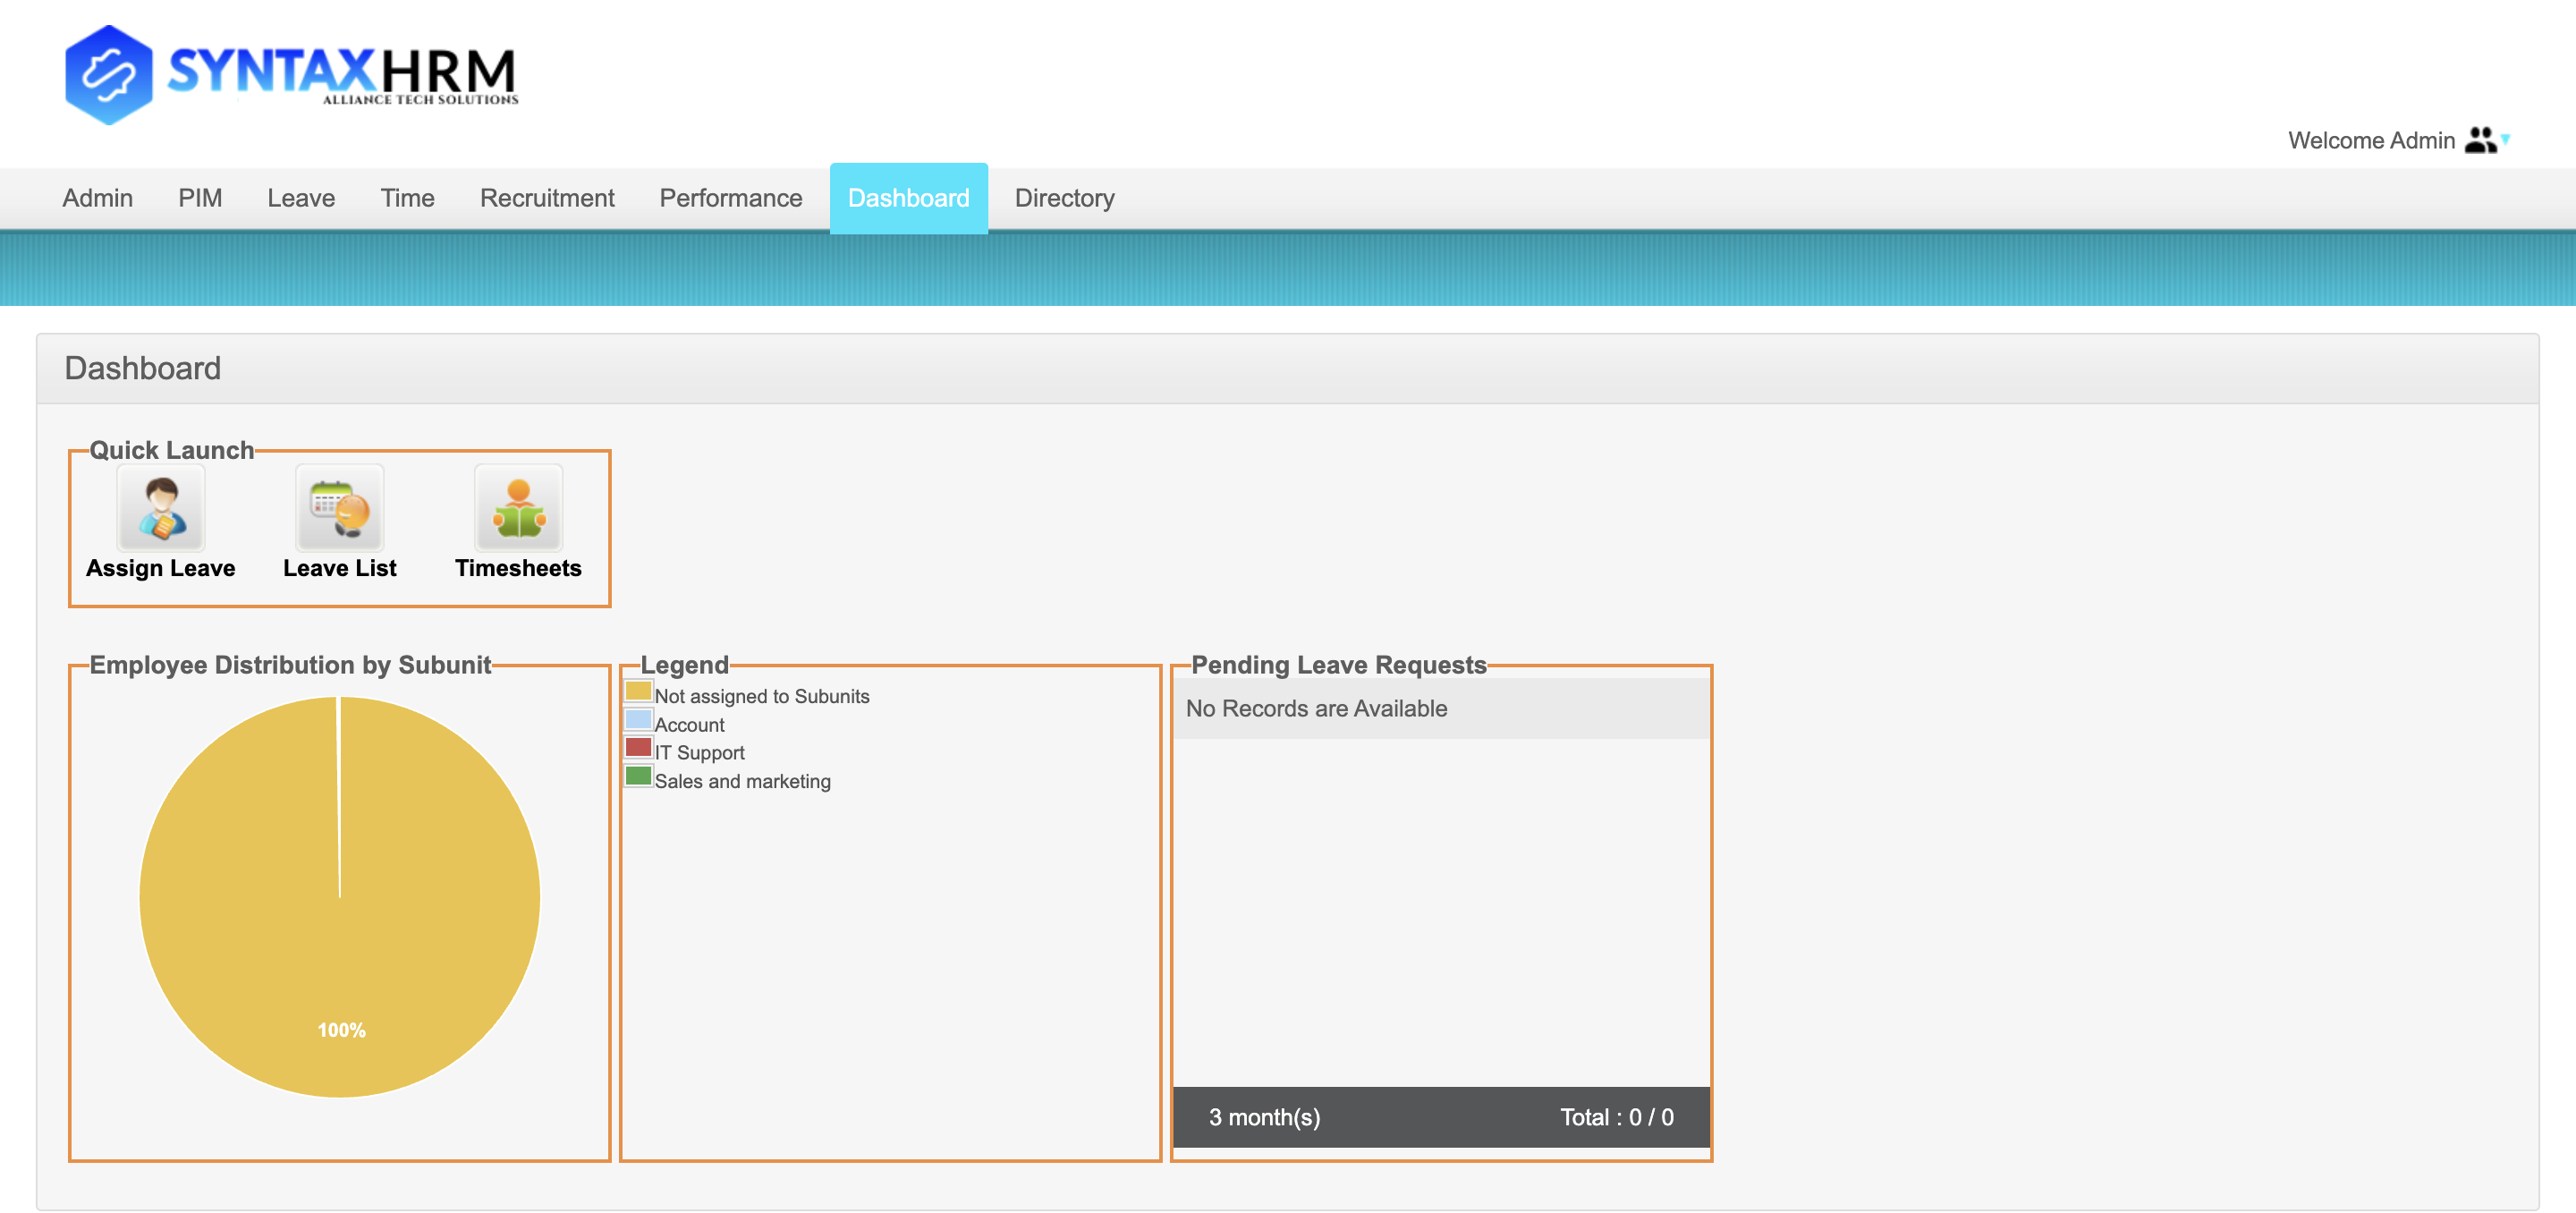 SYNTAXHRM
ALLIANCE TECH SOLUTIONS
Welcome Admin
Admin PIM Leave Time Recruitment Performance Dashboard Directory
Dashboard
Quick Launch
Assign Leave Leave List Timesheets
Employee Distribution by Subunit
100%
Legend
Not assigned to Subunits
Account
IT Support
Sales and marketing
Pending Leave Requests
No Records are Available
3 month(s) Total : 0 / 0